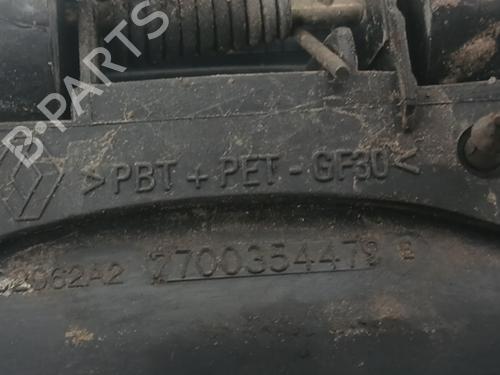 B-PARTS
>PBT + PET - GF30<
7700354479 B